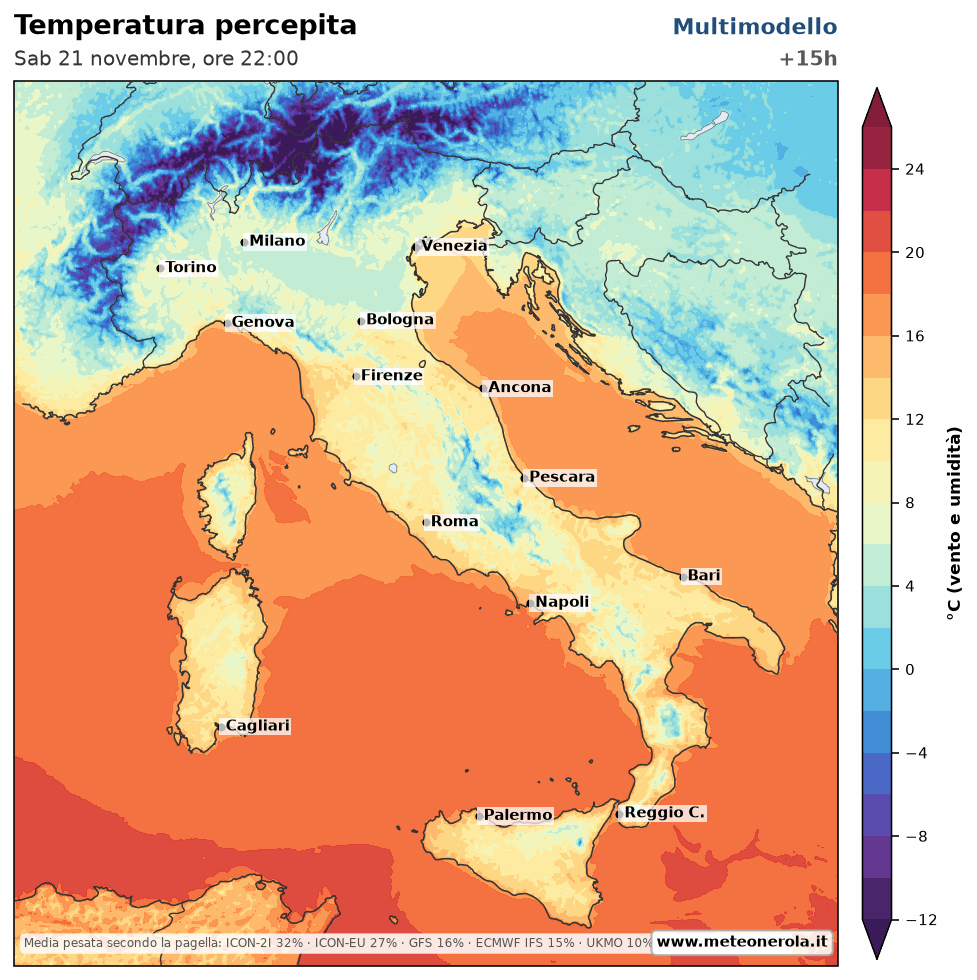 Temperatura percepita
Multimodello
Sab 21 novembre, ore 22:00
+15h
Milano
Venezia
Torino
Genova
Bologna
Firenze
Ancona
Pescara
Roma
Bari
Napoli
Cagliari
Palermo
Reggio C.
24
20
16
12
8
4
0
−4
−8
−12
°C (vento e umidità)
Media pesata secondo la pagella: ICON-2I 32% · ICON-EU 27% · GFS 16% · ECMWF IFS 15% · UKMO 10%
www.meteonerola.it